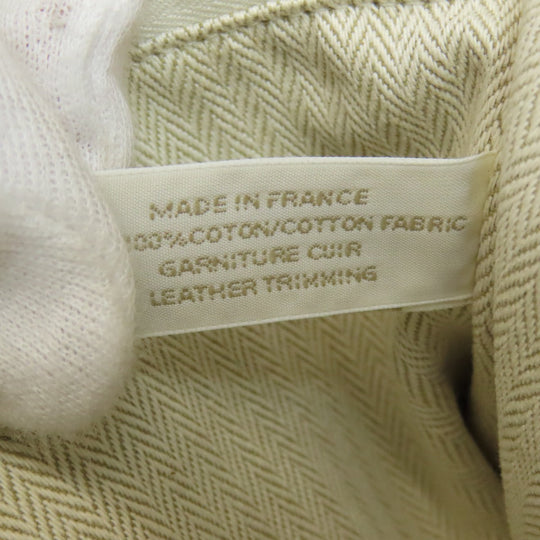 MADE IN FRANCE
100%COTON/COTTON FABRIC
GARNITURE CUIR
LEATHER TRIMMING